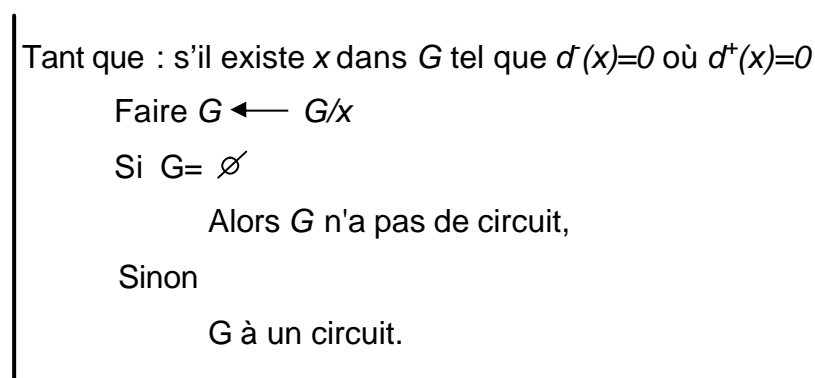 Tant que : s'il existe x dans G tel que d⁻(x)=0 où d⁺(x)=0
Faire G ⟵ G/x
Si G= ∅
Alors G n'a pas de circuit,
Sinon
G à un circuit.